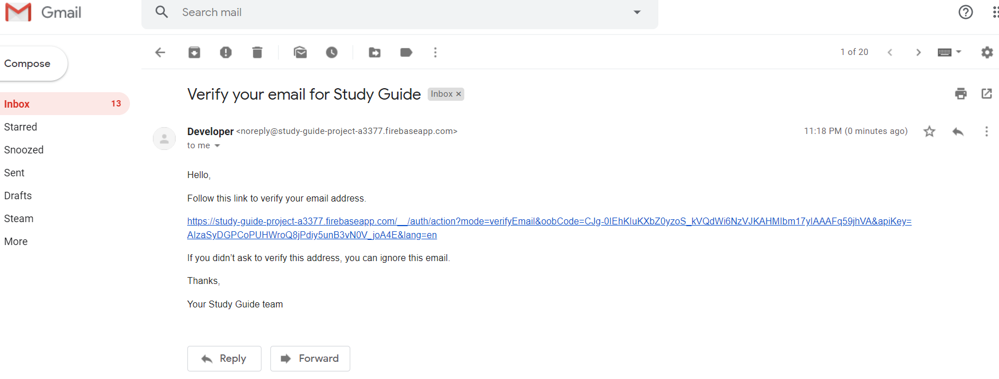 Gmail
Search mail
Compose
1 of 20
Inbox 13
Starred
Snoozed
Sent
Drafts
Steam
More
Verify your email for Study Guide Inbox ×
Developer <noreply@study-guide-project-a3377.firebaseapp.com> 11:18 PM (0 minutes ago)
to me
Hello,
Follow this link to verify your email address.
https://study-guide-project-a3377.firebaseapp.com/__/auth/action?mode=verifyEmail&oobCode=CJg-0IEhKluKXbZ0yzoS_kVQdWi6NzVJKAHMIbm17yIAAAFq59jhVA&apiKey=
AIzaSyDGPCoPUHWroQ8jPdiy5unB3vN0V_joA4E&lang=en
If you didn’t ask to verify this address, you can ignore this email.
Thanks,
Your Study Guide team
Reply
Forward